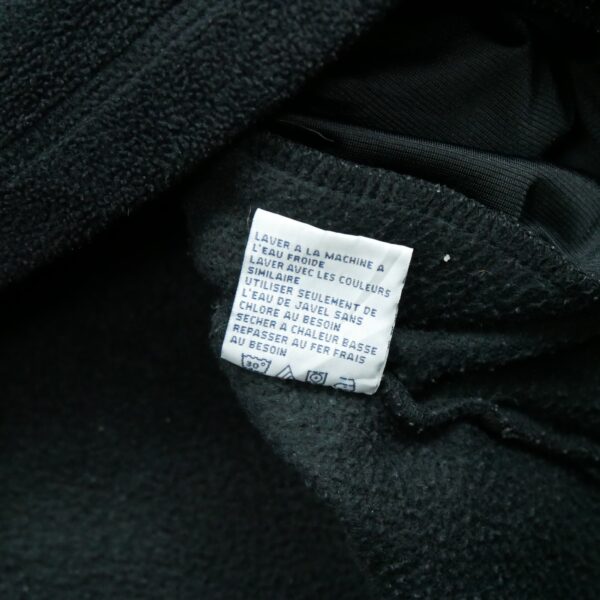 LAVER A LA MACHINE A
L'EAU FROIDE
LAVER AVEC LES COULEURS
SIMILAIRE
UTILISER SEULEMENT DE
L'EAU DE JAVEL SANS
CHLORE AU BESOIN
SECHER A CHALEUR BASSE
REPASSER AU FER FRAIS
AU BESOIN
30